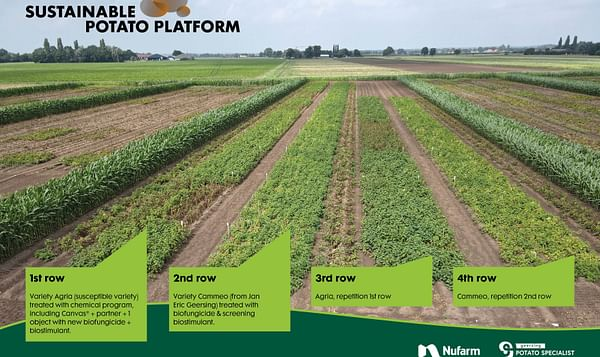 SUSTAINABLE
POTATO PLATFORM
1st row
Variety Agria (susceptible variety)
treated with chemical program,
including Canvas® + partner + 1
object with new biofungicide +
biostimulant.
2nd row
Variety Cammeo (from Jan
Eric Geersing) treated with
biofungicide & screening
biostimulant.
3rd row
Agria, repetition 1st row
4th row
Cammeo, repetition 2nd row
Nufarm
geersing
POTATO SPECIALIST